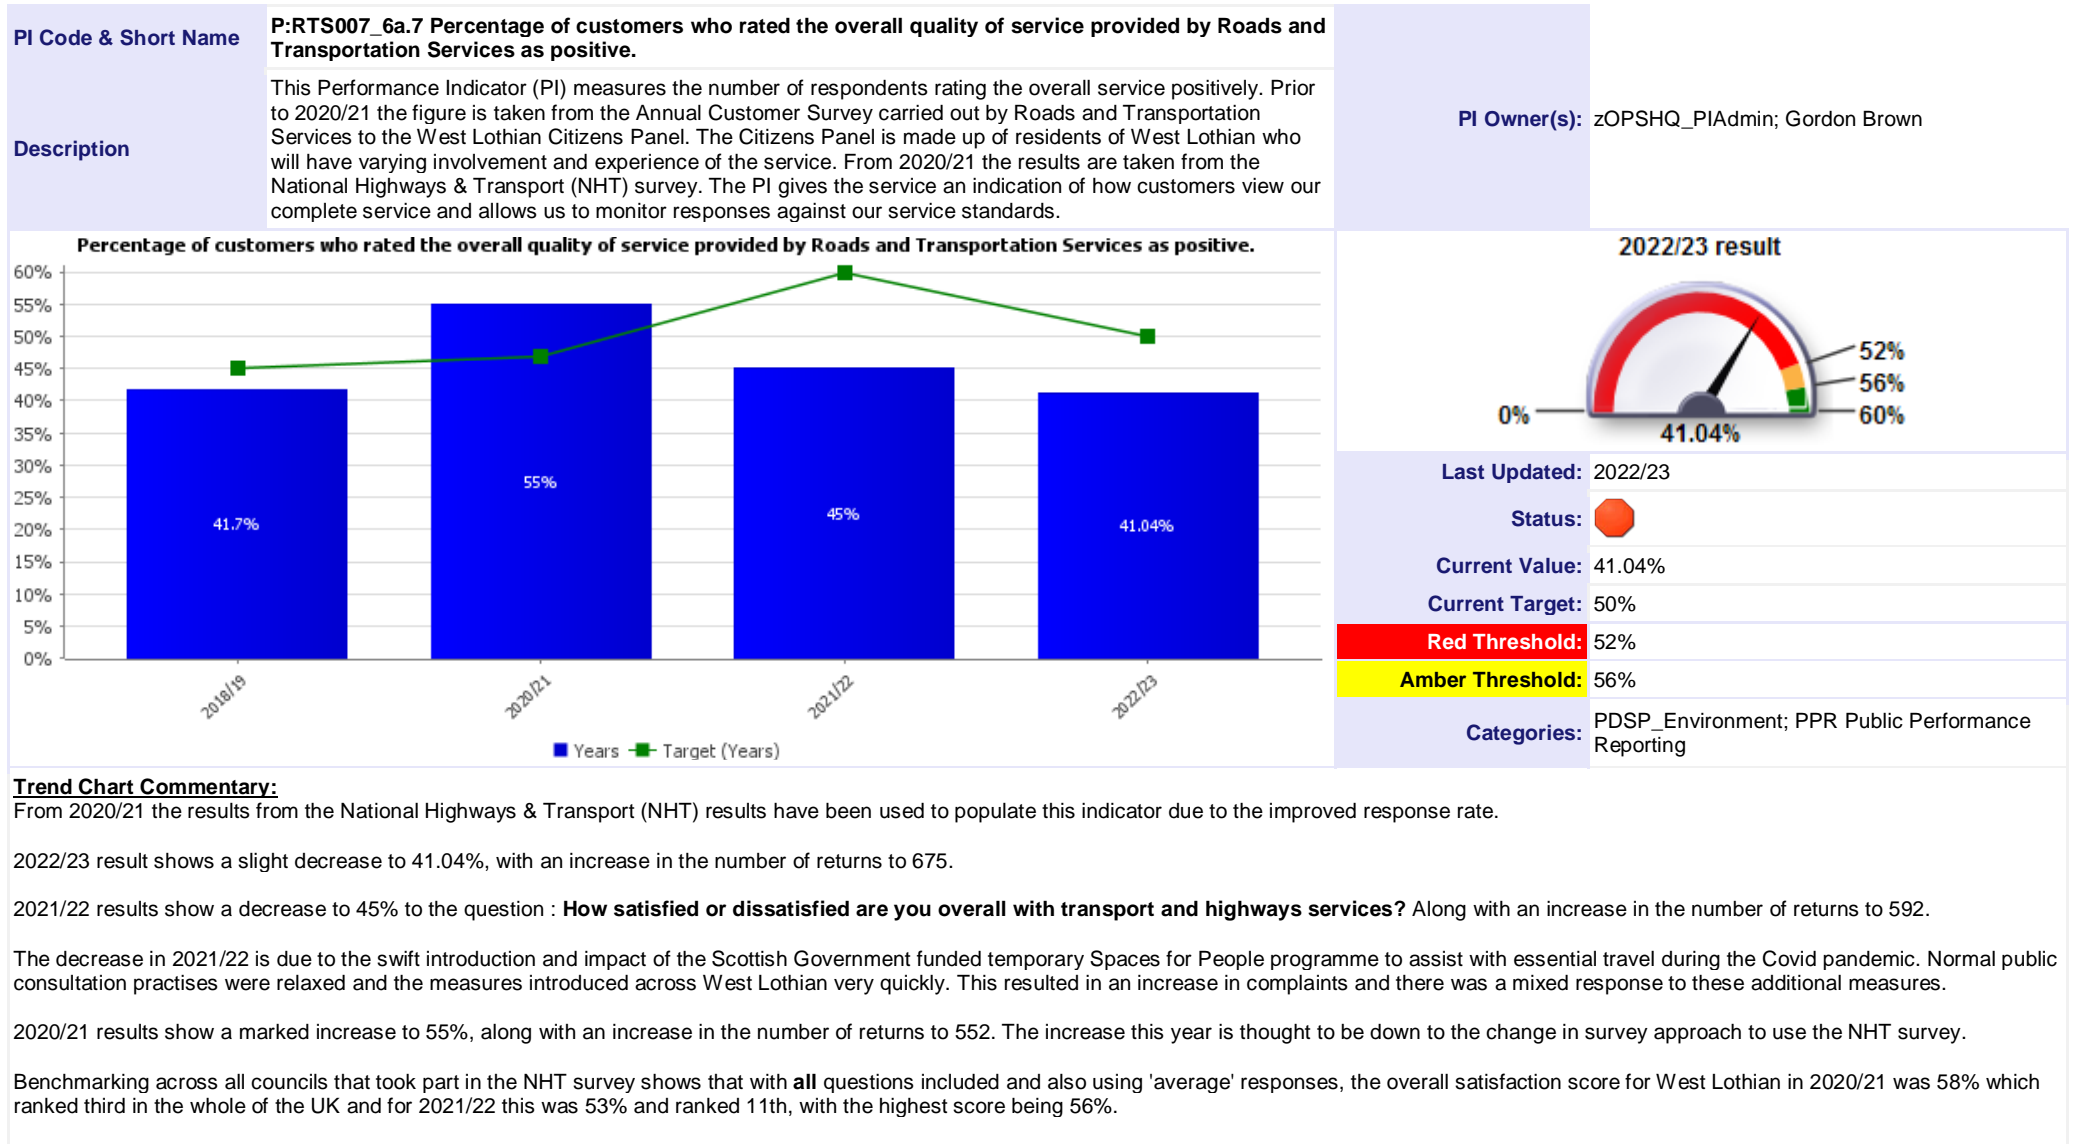 PI Code & Short Name
P:RTS007_6a.7 Percentage of customers who rated the overall quality of service provided by Roads and
Transportation Services as positive.
Description
This Performance Indicator (PI) measures the number of respondents rating the overall service positively. Prior
to 2020/21 the figure is taken from the Annual Customer Survey carried out by Roads and Transportation
Services to the West Lothian Citizens Panel. The Citizens Panel is made up of residents of West Lothian who
will have varying involvement and experience of the service. From 2020/21 the results are taken from the
National Highways & Transport (NHT) survey. The PI gives the service an indication of how customers view our
complete service and allows us to monitor responses against our service standards.
PI Owner(s): zOPSHQ_PIAdmin; Gordon Brown
Percentage of customers who rated the overall quality of service provided by Roads and Transportation Services as positive.
60%
55%
50%
45%
40%
35%
30%
25%
20%
15%
10%
5%
0%
41.7%
55%
45%
41.04%
2018/19
2020/21
2021/22
2022/23
Years Target (Years)
2022/23 result
0%
52%
56%
60%
41.04%
Last Updated: 2022/23
Status:
Current Value: 41.04%
Current Target: 50%
Red Threshold: 52%
Amber Threshold: 56%
Categories: PDSP_Environment; PPR Public Performance
Reporting
Trend Chart Commentary:
From 2020/21 the results from the National Highways & Transport (NHT) results have been used to populate this indicator due to the improved response rate.
2022/23 result shows a slight decrease to 41.04%, with an increase in the number of returns to 675.
2021/22 results show a decrease to 45% to the question : How satisfied or dissatisfied are you overall with transport and highways services? Along with an increase in the number of returns to 592.
The decrease in 2021/22 is due to the swift introduction and impact of the Scottish Government funded temporary Spaces for People programme to assist with essential travel during the Covid pandemic. Normal public
consultation practises were relaxed and the measures introduced across West Lothian very quickly. This resulted in an increase in complaints and there was a mixed response to these additional measures.
2020/21 results show a marked increase to 55%, along with an increase in the number of returns to 552. The increase this year is thought to be down to the change in survey approach to use the NHT survey.
Benchmarking across all councils that took part in the NHT survey shows that with all questions included and also using 'average' responses, the overall satisfaction score for West Lothian in 2020/21 was 58% which
ranked third in the whole of the UK and for 2021/22 this was 53% and ranked 11th, with the highest score being 56%.